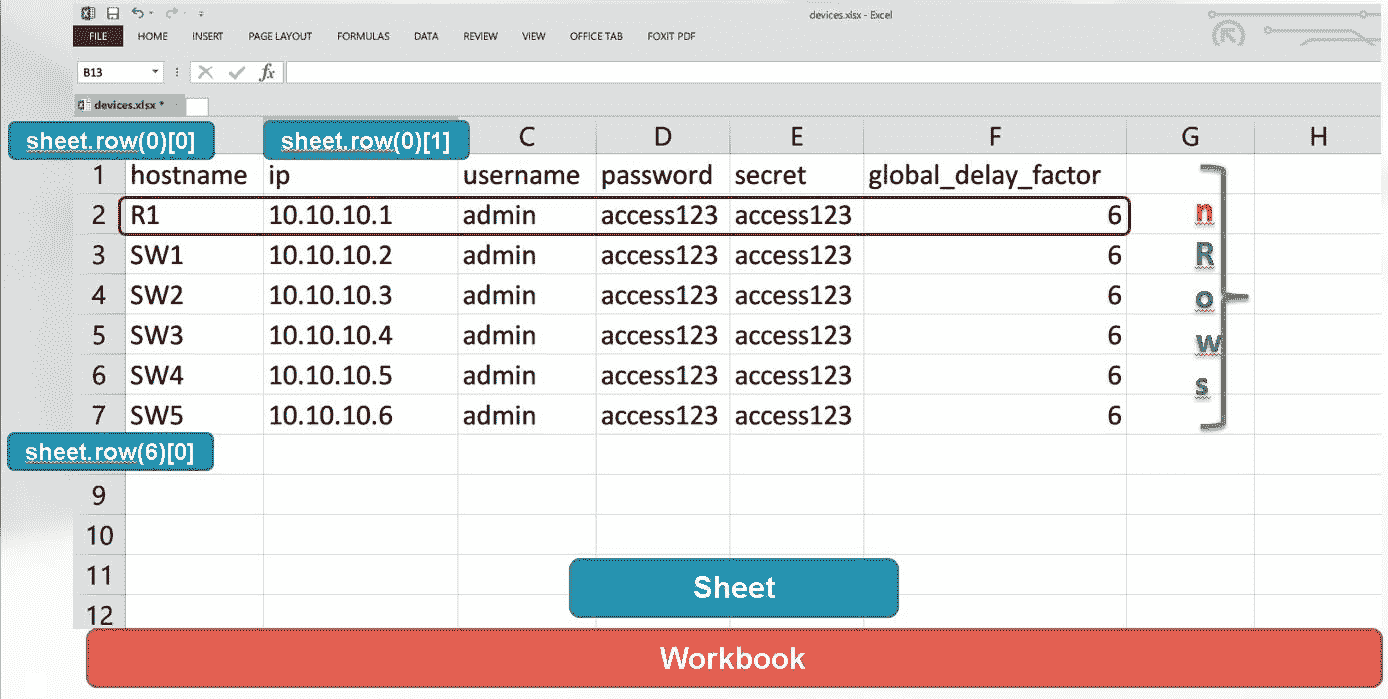 devices.xlsx - Excel
FILE HOME INSERT PAGE LAYOUT FORMULAS DATA REVIEW VIEW OFFICE TAB FOXIT PDF
B13 fx
devices.xlsx *
sheet.row(0)[0] sheet.row(0)[1] C D E F G H
1 hostname ip username password secret global_delay_factor
2 R1 10.10.10.1 admin access123 access123 6 n
3 SW1 10.10.10.2 admin access123 access123 6 R
4 SW2 10.10.10.3 admin access123 access123 6 o
5 SW3 10.10.10.4 admin access123 access123 6 w
6 SW4 10.10.10.5 admin access123 access123 6 s
7 SW5 10.10.10.6 admin access123 access123 6
sheet.row(6)[0]
9
10
11
Sheet
12
Workbook